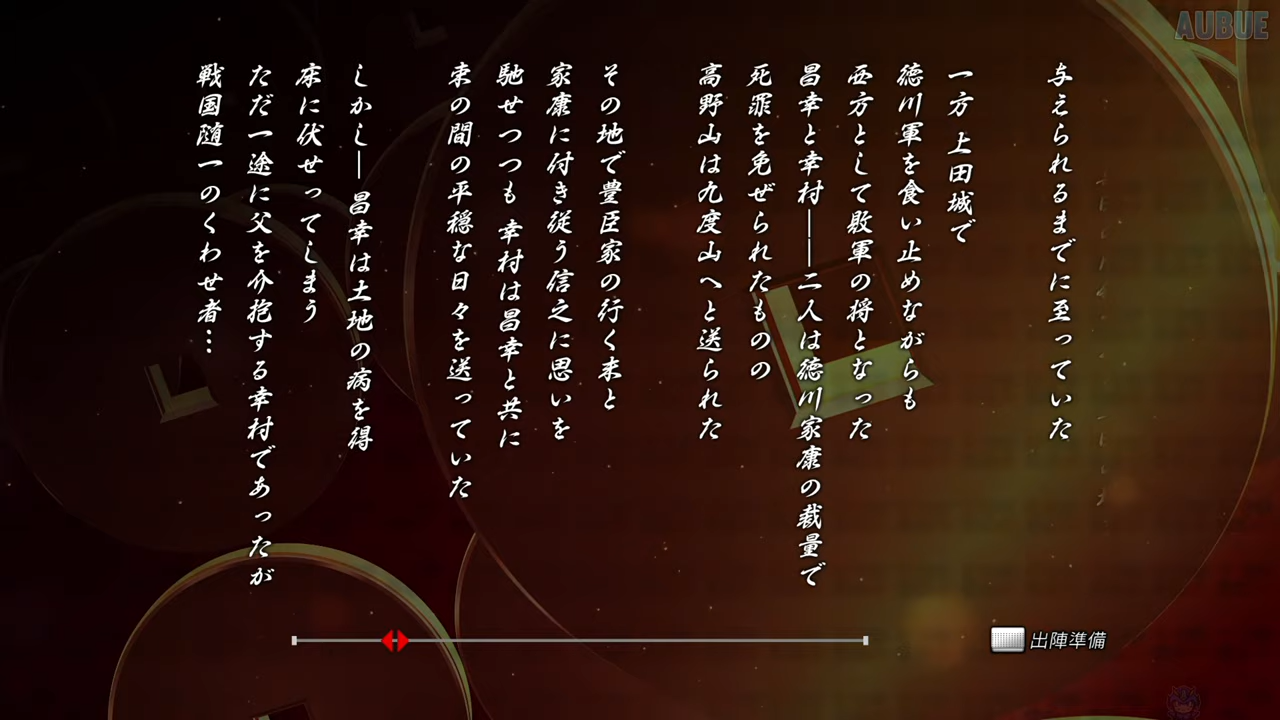 与えられるまでに至っていた
一方 上田城で
徳川軍を食い止めながらも
西方として敗軍の将となった
昌幸と幸村――二人は徳川家康の裁量で
死罪を免ぜられたものの
高野山は九度山へと送られた
その地で豊臣家の行く末と
家康に付き従う信之に思いを
馳せつつも 幸村は昌幸と共に
束の間の平穏な日々を送っていた
しかし―昌幸は土地の病を得
床に伏せってしまう
ただ一途に父を介抱する幸村であったが
戦国随一のくわせ者…
出陣準備
AUBUE